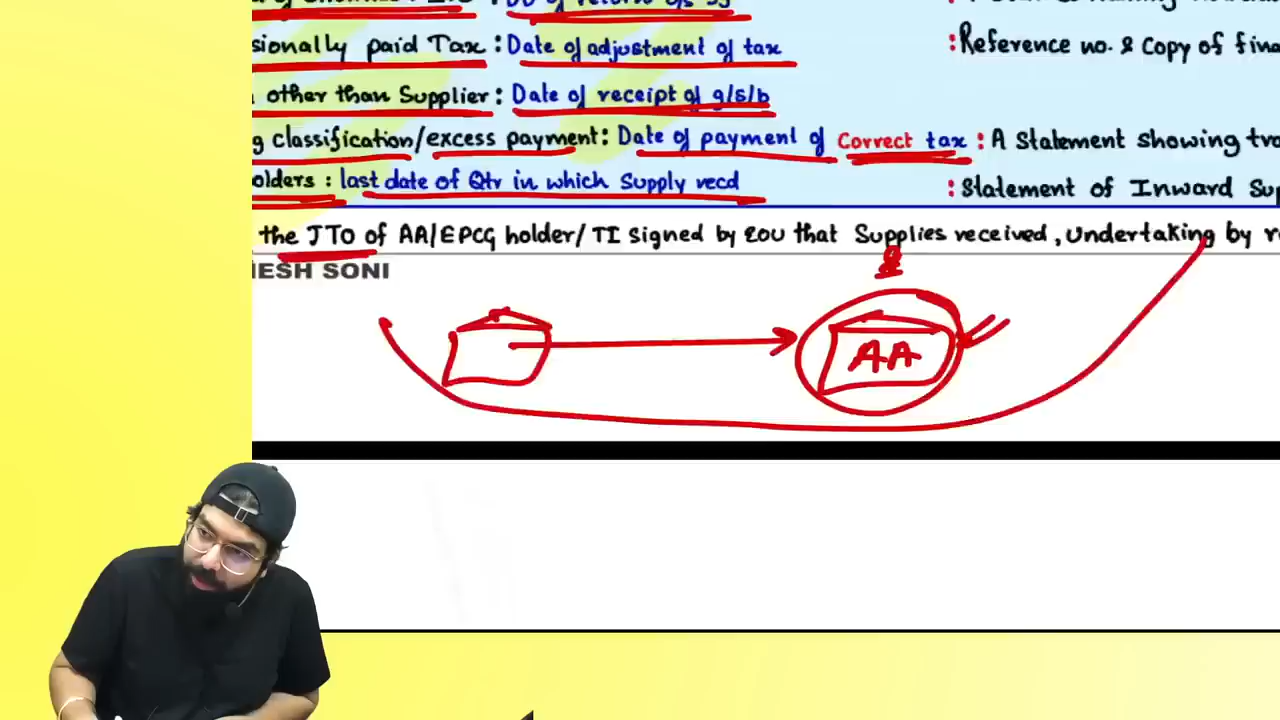 sionally paid Tax : Date of adjustment of tax : Reference no. & Copy of fina
other than Supplier : Date of receipt of g/s/b
g classification/excess payment : Date of payment of Correct tax : A Statement showing tra
olders : last date of Qtr in which Supply recd : Statement of Inward Sup
the JTO of AA/EPCG holder/TI signed by EOU that Supplies received, undertaking by r
ESH SONI
AA